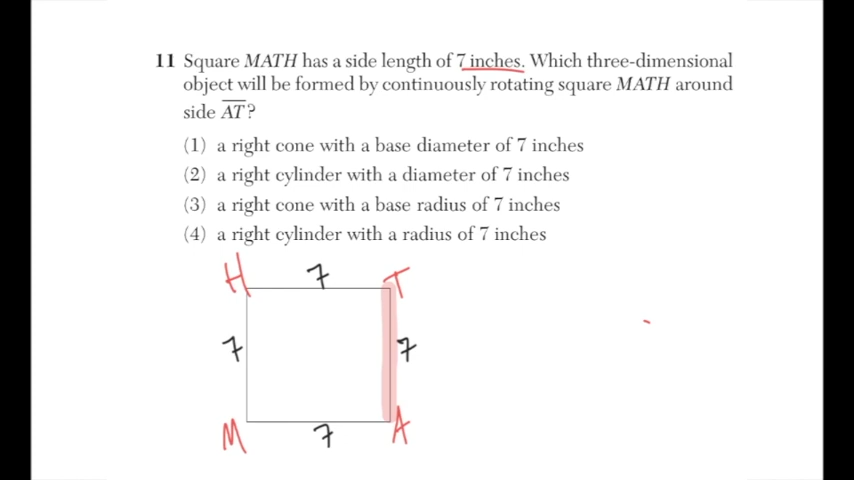 11 Square MATH has a side length of 7 inches. Which three-dimensional
object will be formed by continuously rotating square MATH around
side AT?
(1) a right cone with a base diameter of 7 inches
(2) a right cylinder with a diameter of 7 inches
(3) a right cone with a base radius of 7 inches
(4) a right cylinder with a radius of 7 inches
H 7 T
7 7
M 7 A